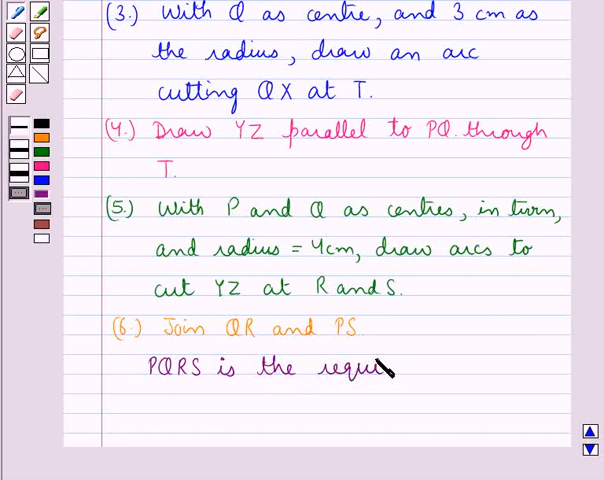 (3.) With Q as centre, and 3 cm as
the radius, draw an arc
cutting QX at T.
(4.) Draw YZ parallel to PQ through
T.
(5.) With P and Q as centres, in turn,
and radius = 4cm, draw arcs to
cut YZ at R and S.
(6.) Join QR and PS.
PQRS is the requi